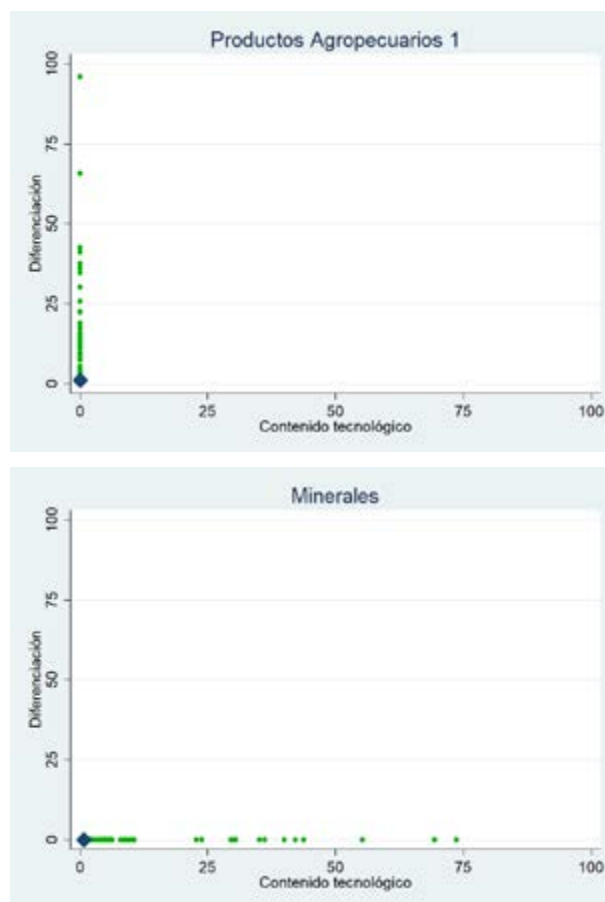 Productos Agropecuarios 1
100
75
50
25
0
Diferenciación
0 25 50 75 100
Contenido tecnológico
Minerales
100
75
50
25
0
Diferenciación
0 25 50 75 100
Contenido tecnológico